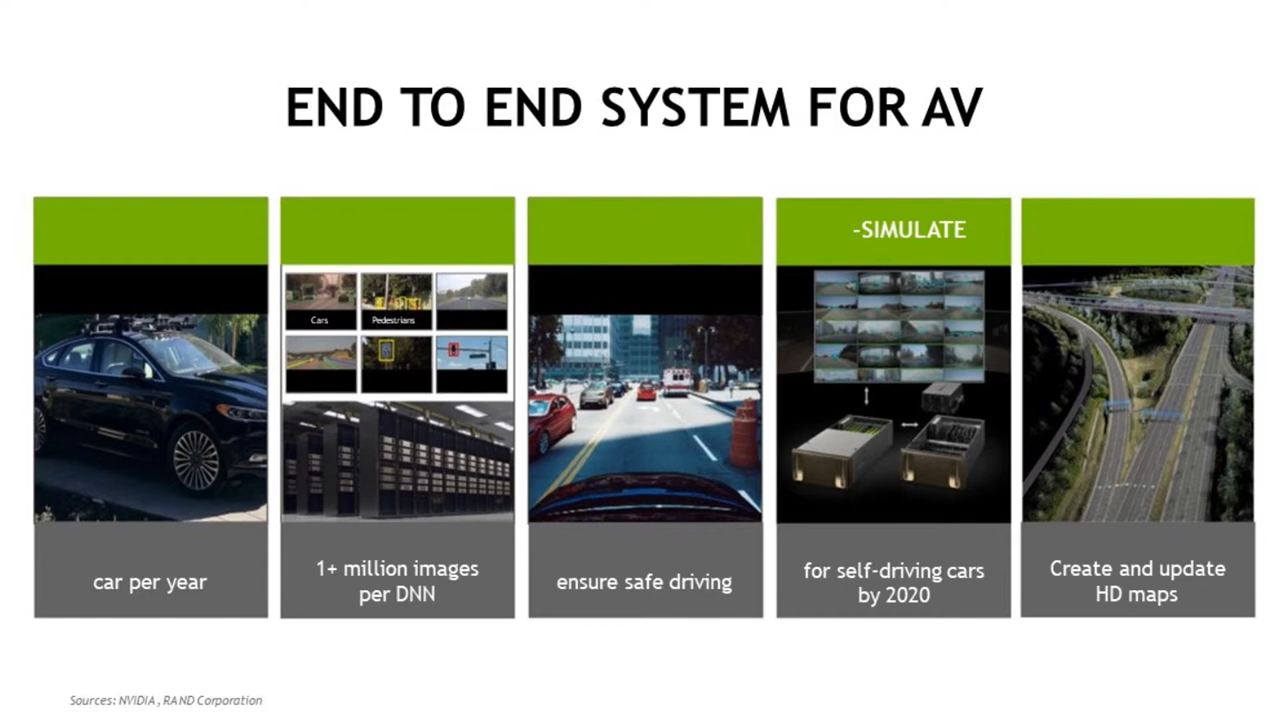 END TO END SYSTEM FOR AV
-SIMULATE
Cars
Pedestrians
car per year
1+ million images
per DNN
ensure safe driving
for self-driving cars
by 2020
Create and update
HD maps
Sources: NVIDIA, RAND Corporation